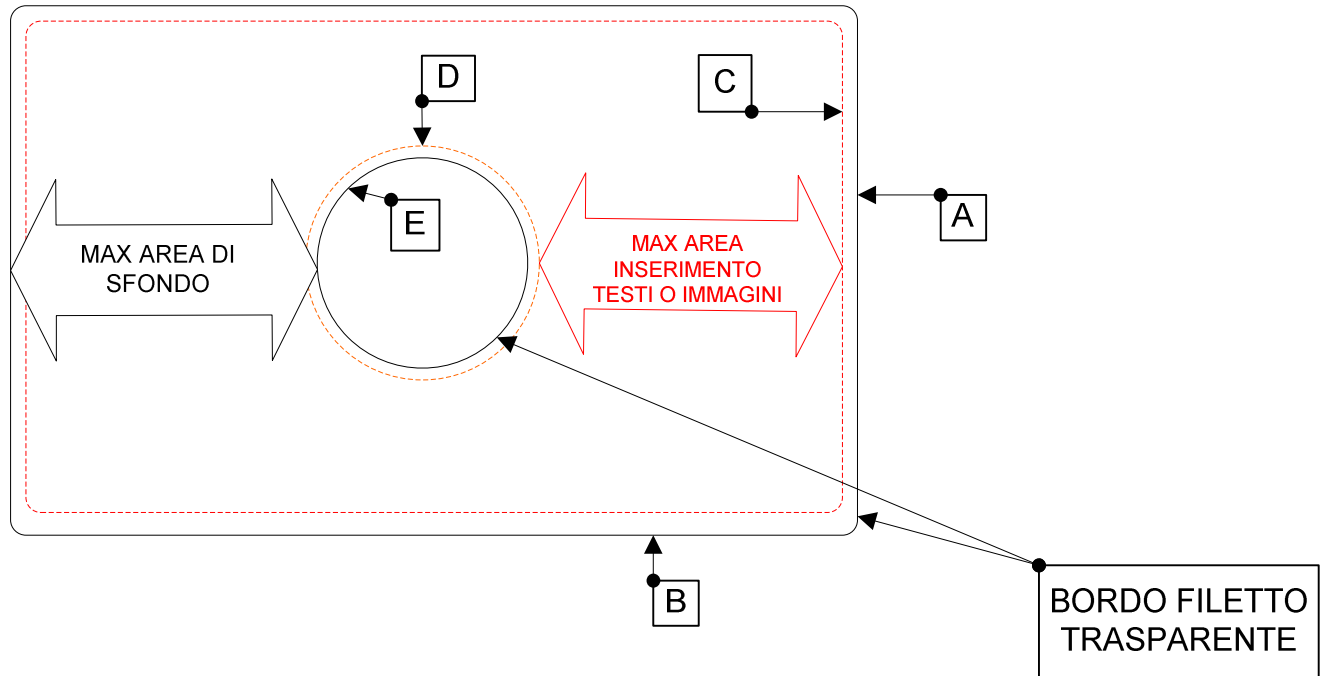 D
C
E
A
MAX AREA DI
SFONDO
MAX AREA
INSERIMENTO
TESTI O IMMAGINI
B
BORDO FILETTO
TRASPARENTE